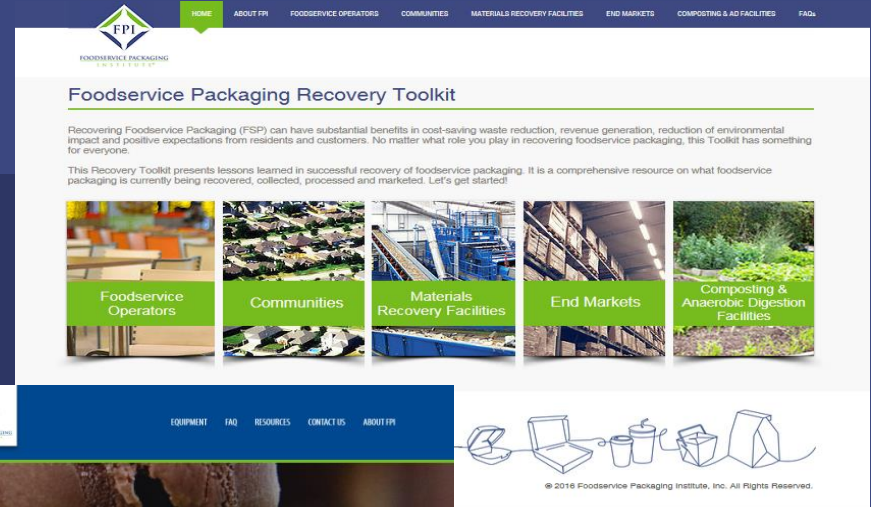 HOME ABOUT FPI FOODSERVICE OPERATORS COMMUNITIES MATERIALS RECOVERY FACILITIES END MARKETS COMPOSTING & AD FACILITIES FAQs
FPI
FOODSERVICE PACKAGING
INSTITUTE
Foodservice Packaging Recovery Toolkit
Recovering Foodservice Packaging (FSP) can have substantial benefits in cost-saving waste reduction, revenue generation, reduction of environmental
impact and positive expectations from residents and customers. No matter what role you play in recovering foodservice packaging, this Toolkit has something
for everyone.
This Recovery Toolkit presents lessons learned in successful recovery of foodservice packaging. It is a comprehensive resource on what foodservice
packaging is currently being recovered, collected, processed and marketed. Let's get started!
Foodservice
Operators
Communities
Materials
Recovery Facilities
End Markets
Composting &
Anaerobic Digestion
Facilities
EQUIPMENT FAQ RESOURCES CONTACT US ABOUT FPI
© 2016 Foodservice Packaging Institute, Inc. All Rights Reserved.